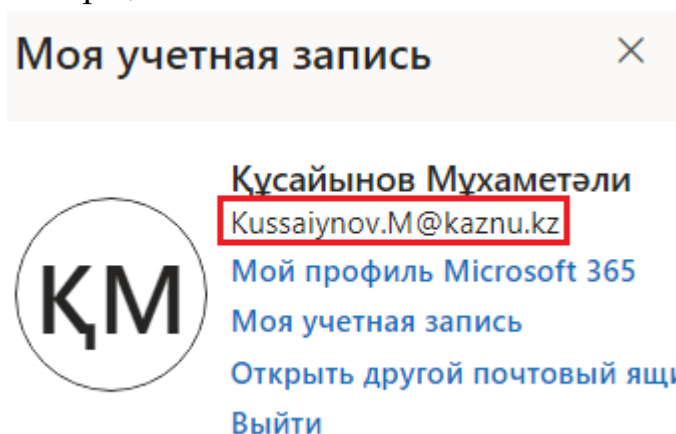 Моя учетная запись
Құсайынов Мұхаметәли
Kussaiynov.M@kaznu.kz
ҚМ
Мой профиль Microsoft 365
Моя учетная запись
Открыть другой почтовый ящи
Выйти